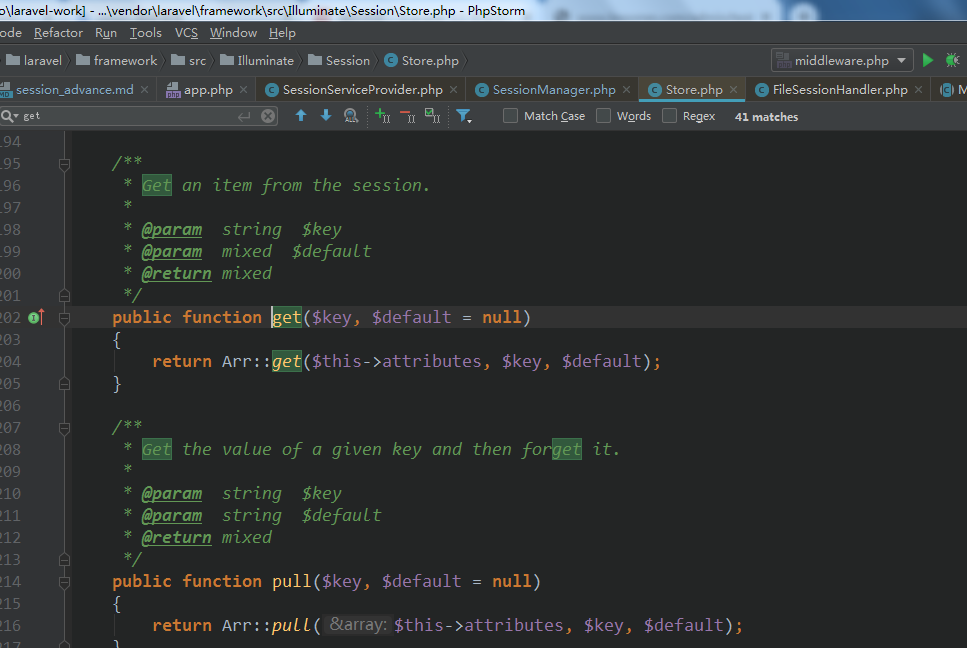 o\laravel-work] - ...\vendor\laravel\framework\src\Illuminate\Session\Store.php - PhpStorm
ode Refactor Run Tools VCS Window Help
laravel framework src Illuminate Session Store.php middleware.php
session_advance.md app.php SessionServiceProvider.php SessionManager.php Store.php FileSessionHandler.php M
get Match Case Words Regex 41 matches
94
95 /**
96 * Get an item from the session.
97 *
98 * @param string $key
99 * @param mixed $default
200 * @return mixed
201 */
202 public function get($key, $default = null)
203 {
204 return Arr::get($this->attributes, $key, $default);
205 }
206
207 /**
208 * Get the value of a given key and then forget it.
209 *
210 * @param string $key
211 * @param string $default
212 * @return mixed
213 */
214 public function pull($key, $default = null)
215 {
216 return Arr::pull( &array: $this->attributes, $key, $default);
217 }